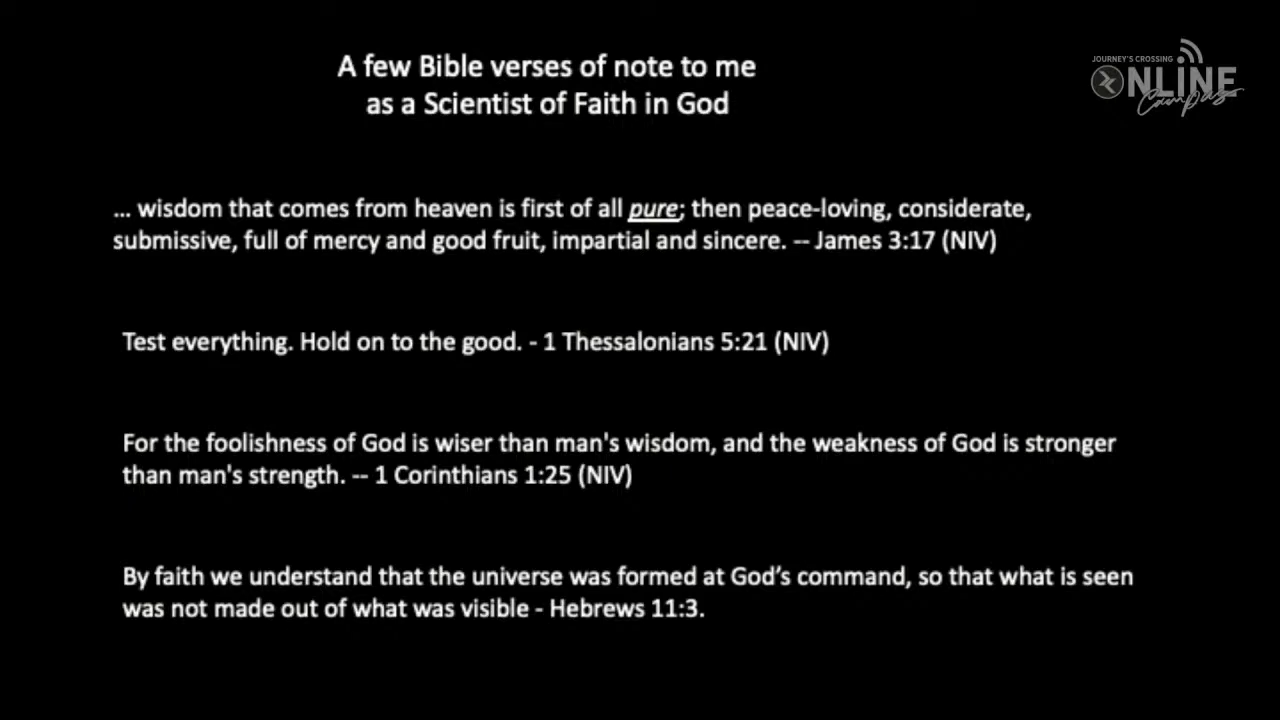 A few Bible verses of note to me
as a Scientist of Faith in God
JOURNEY'S CROSSING
ONLINE
Campus
... wisdom that comes from heaven is first of all pure; then peace-loving, considerate,
submissive, full of mercy and good fruit, impartial and sincere. -- James 3:17 (NIV)
Test everything. Hold on to the good. - 1 Thessalonians 5:21 (NIV)
For the foolishness of God is wiser than man's wisdom, and the weakness of God is stronger
than man's strength. -- 1 Corinthians 1:25 (NIV)
By faith we understand that the universe was formed at God’s command, so that what is seen
was not made out of what was visible - Hebrews 11:3.